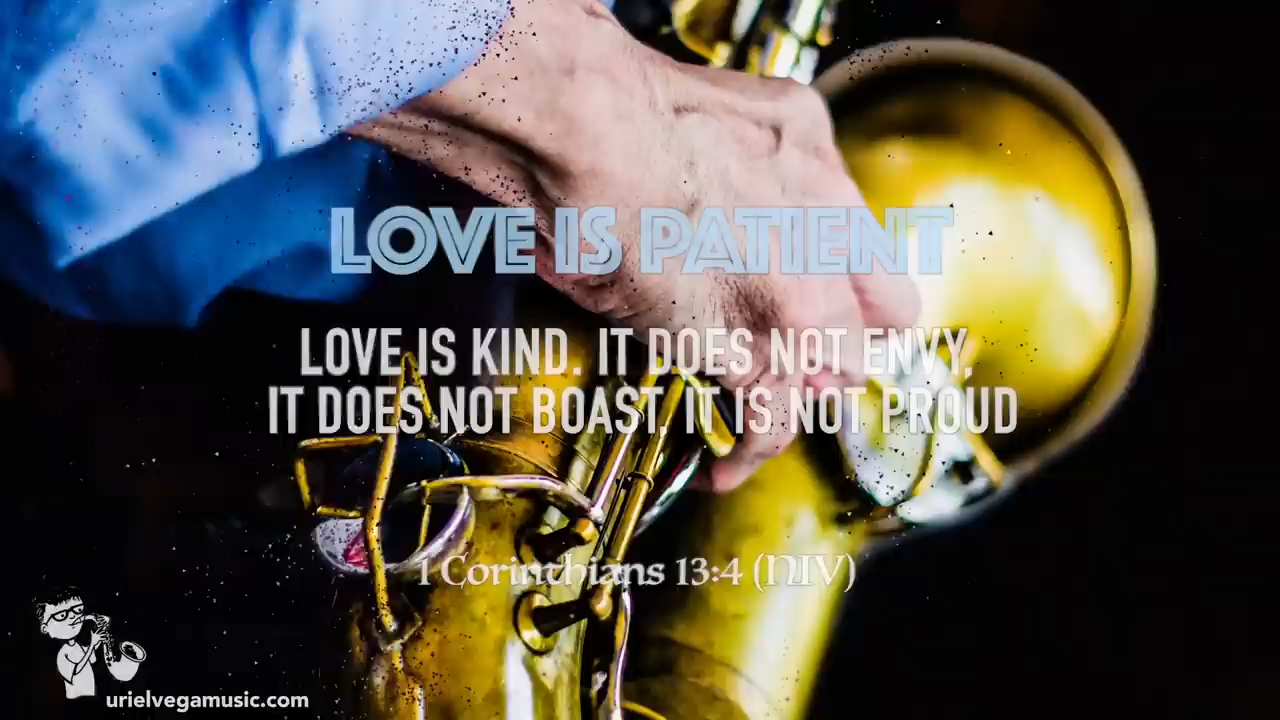 LOVE IS PATIENT
LOVE IS KIND. IT DOES NOT ENVY,
IT DOES NOT BOAST, IT IS NOT PROUD
1 Corinthians 13:4 (NIV)
urielvegamusic.com